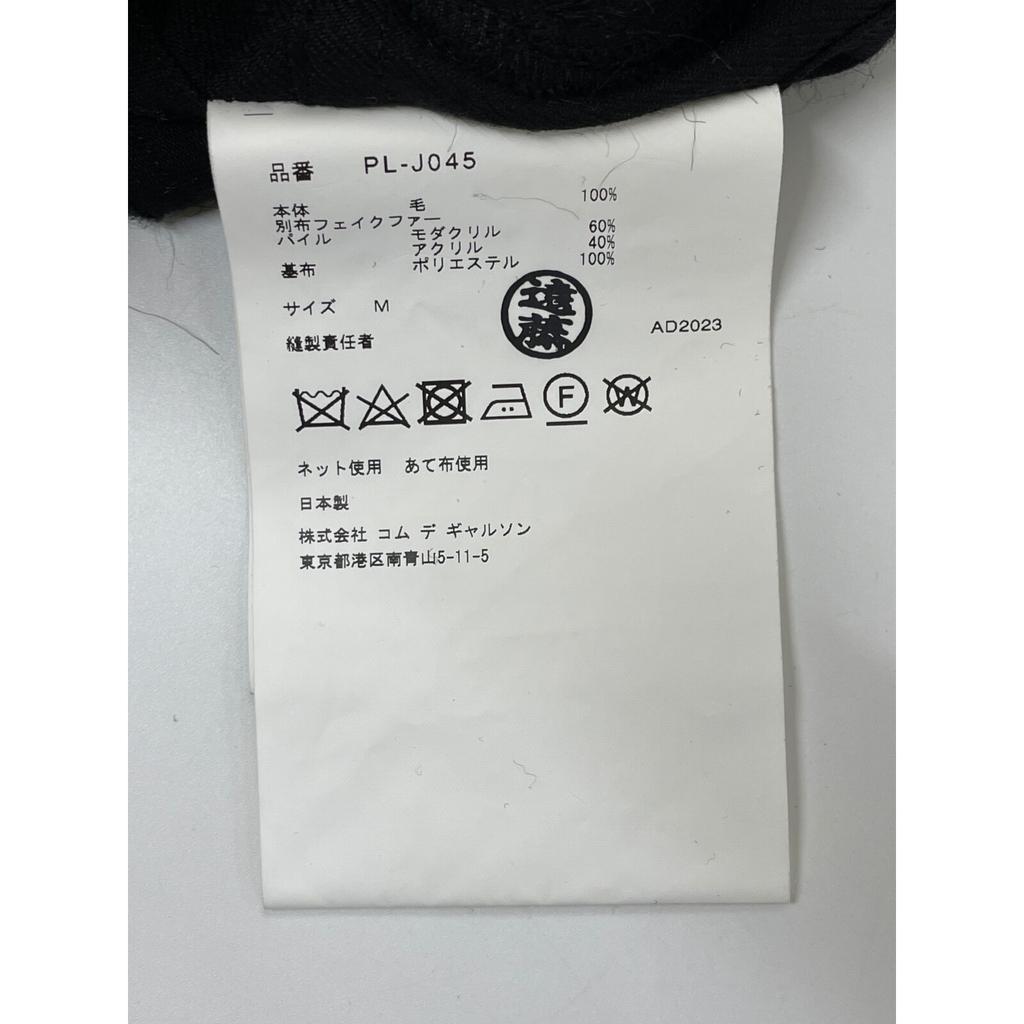 品番 PL-J045
本体 毛 100%
別布フェイクファー
パイル モダクリル 60%
アクリル 40%
基布 ポリエステル 100%
サイズ M
遠藤
縫製責任者 AD2023
F W
ネット使用 あて布使用
日本製
株式会社 コム デ ギャルソン
東京都港区南青山5-11-5